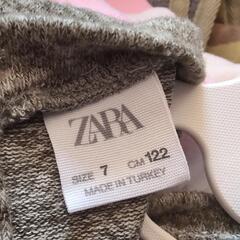 ZARA
SIZE 7 CM 122
MADE IN TURKEY